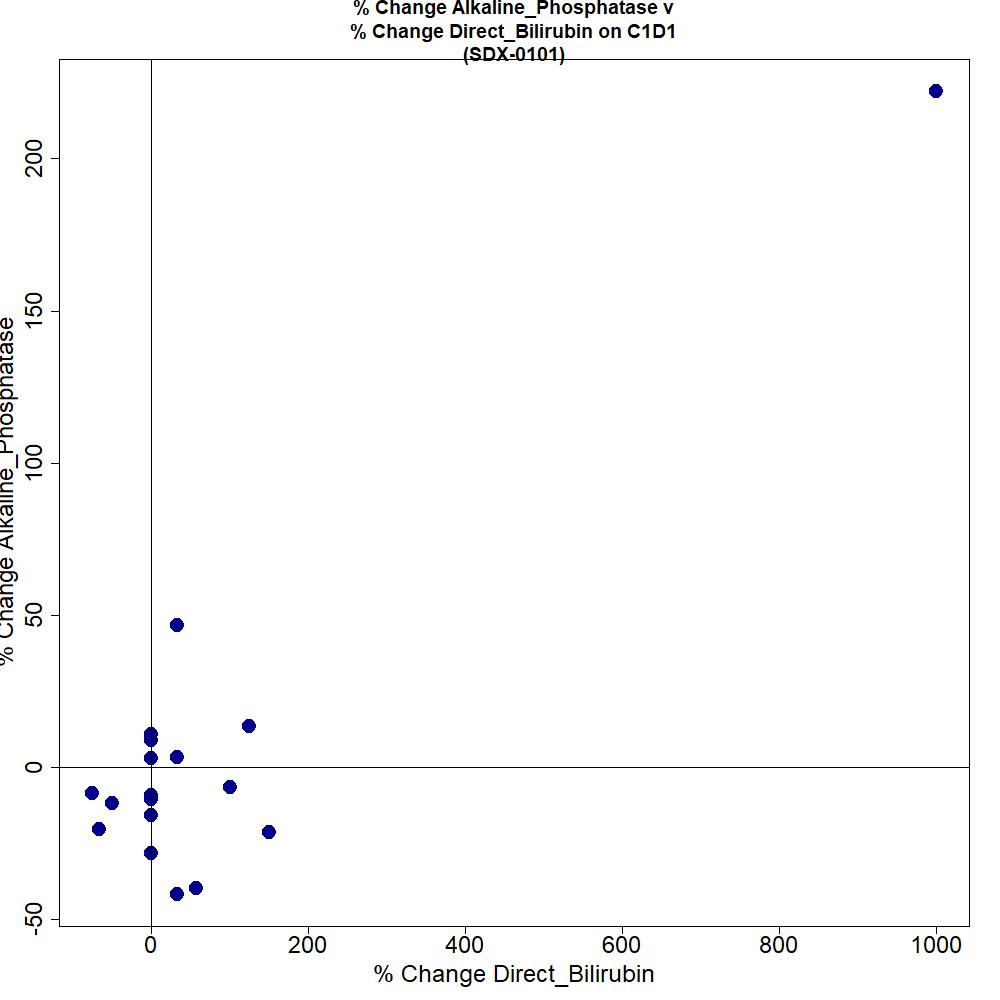 % Change Alkaline_Phosphatase v
% Change Direct_Bilirubin on C1D1
(SDX-0101)
% Change Alkaline_Phosphatase
200
150
100
50
0
-50
0 200 400 600 800 1000
% Change Direct_Bilirubin